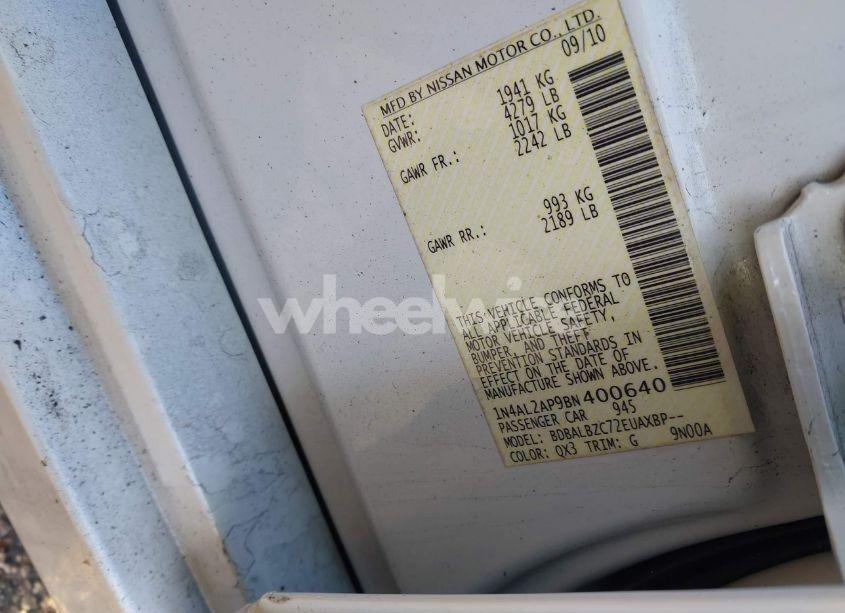 MFD BY NISSAN MOTOR CO., LTD.
DATE: 09/10
GVWR: 1941 KG
4279 LB
GAWR FR.: 1017 KG
2242 LB
GAWR RR.: 993 KG
2189 LB
THIS VEHICLE CONFORMS TO
ALL APPLICABLE FEDERAL
MOTOR VEHICLE SAFETY,
BUMPER, AND THEFT
PREVENTION STANDARDS IN
EFFECT ON THE DATE OF
MANUFACTURE SHOWN ABOVE.
1N4AL2AP9BN400640
PASSENGER CAR 945
MODEL: BDBALBZC72EUAXBP--
COLOR: QX3 TRIM: G 9N00A